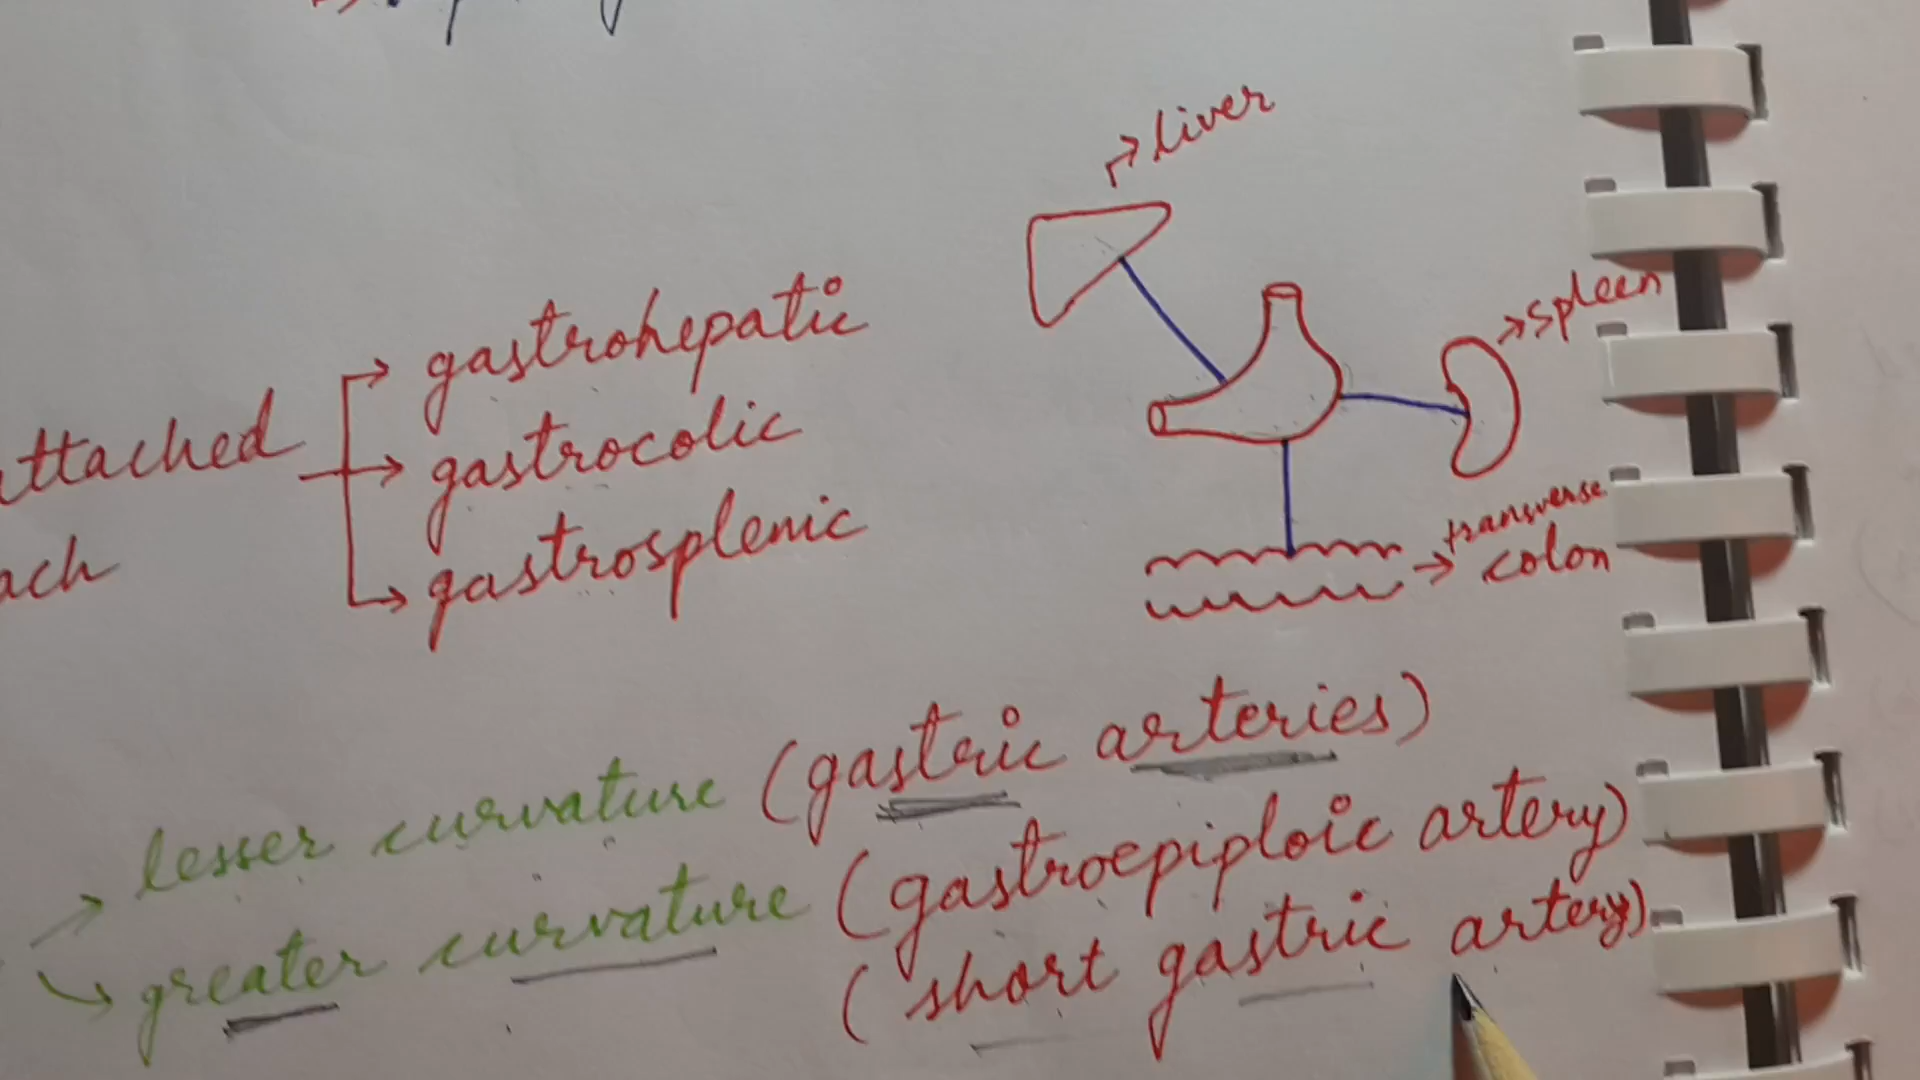 liver
spleen
gastrohepatic
attached
gastrocolic
gastrosplenic
transverse
colon
lesser curvature (gastric arteries)
greater curvature (gastroepiploic artery)
(short gastric artery)